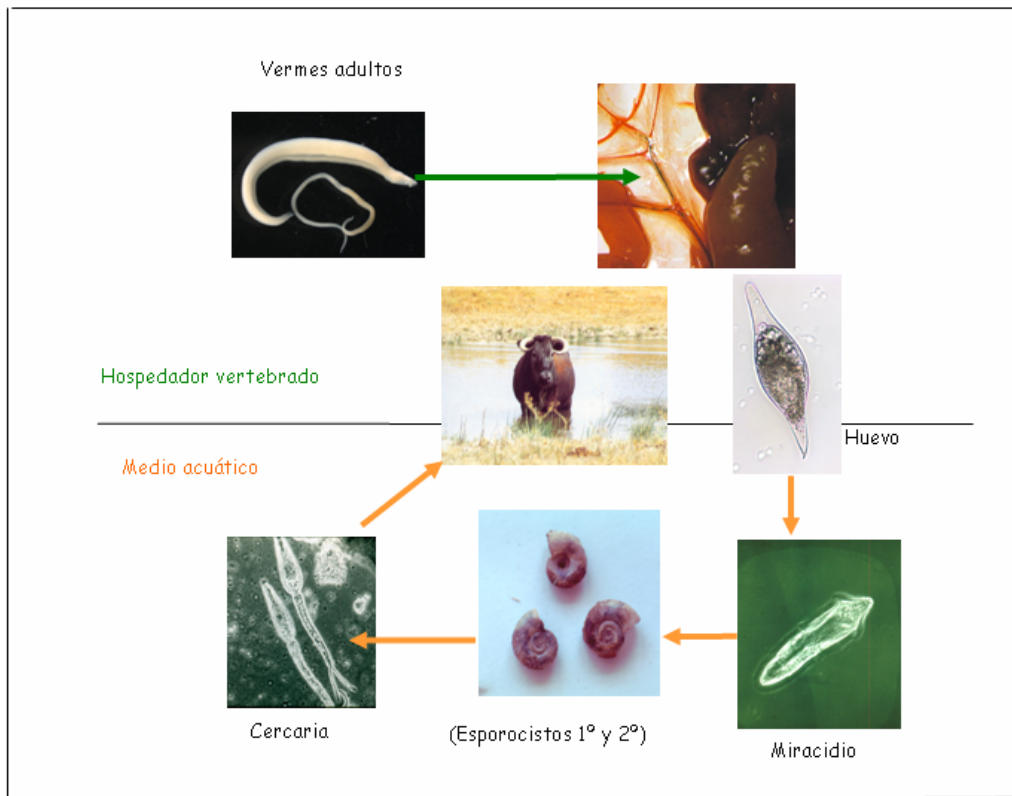 Vermes adultos
Hospedador vertebrado
Huevo
Medio acuático
Cercaria
(Esporocistos 1º y 2º)
Miracidio